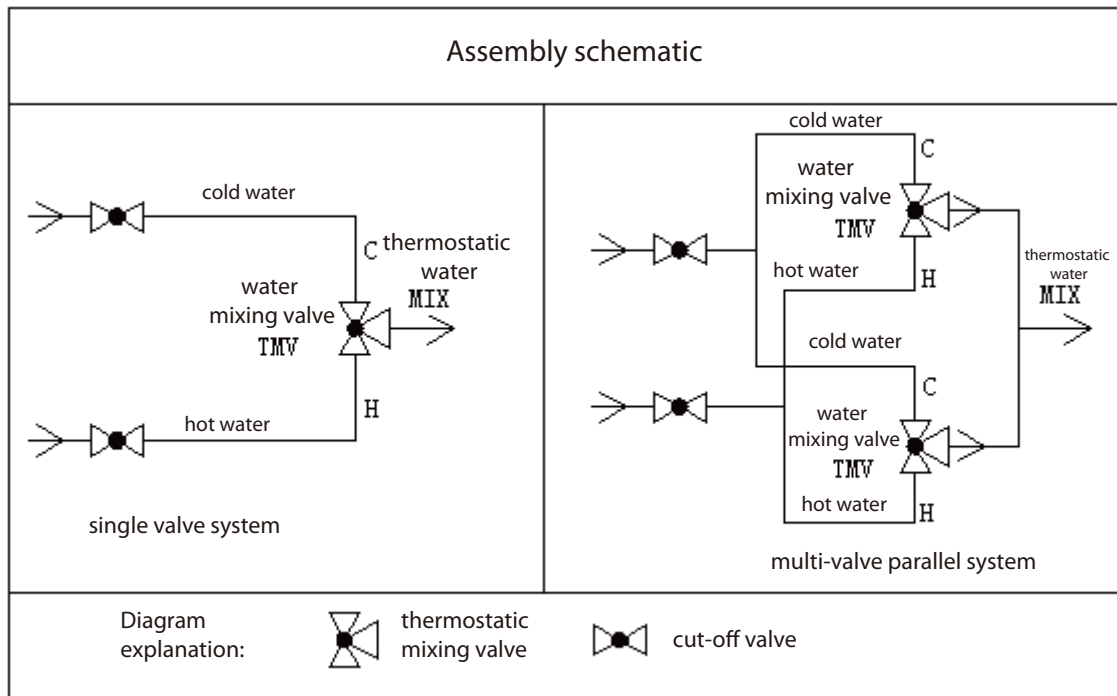 Assembly schematic
cold water
C
thermostatic
water
MIX
water
mixing valve
TMV
H
hot water
single valve system
cold water
C
water
mixing valve
TMV
hot water
H
thermostatic
water
MIX
cold water
C
water
mixing valve
TMV
hot water
H
multi-valve parallel system
Diagram
explanation:
thermostatic
mixing valve
cut-off valve